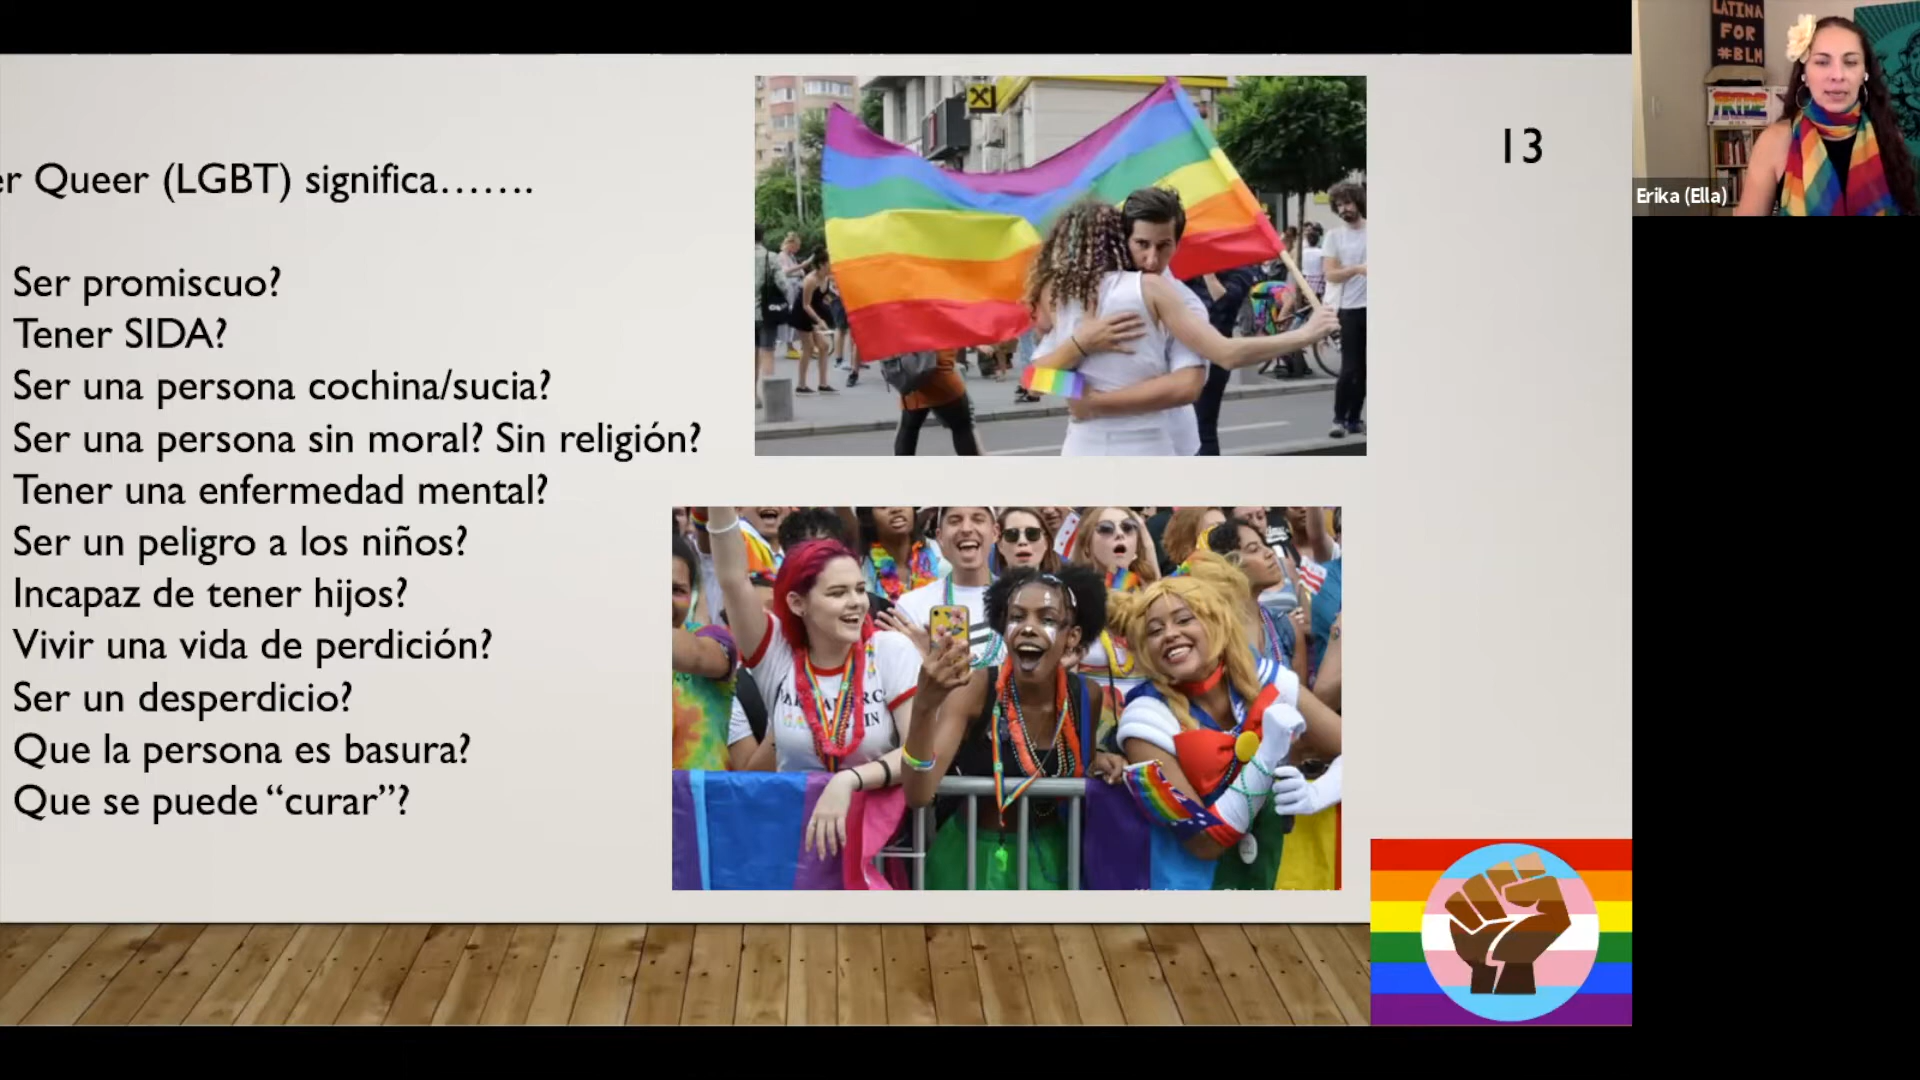 er Queer (LGBT) significa.......
13
Ser promiscuo?
Tener SIDA?
Ser una persona cochina/sucia?
Ser una persona sin moral? Sin religión?
Tener una enfermedad mental?
Ser un peligro a los niños?
Incapaz de tener hijos?
Vivir una vida de perdición?
Ser un desperdicio?
Que la persona es basura?
Que se puede “curar”?
LATINA
FOR
#BLM
PRIDE
Erika (Ella)